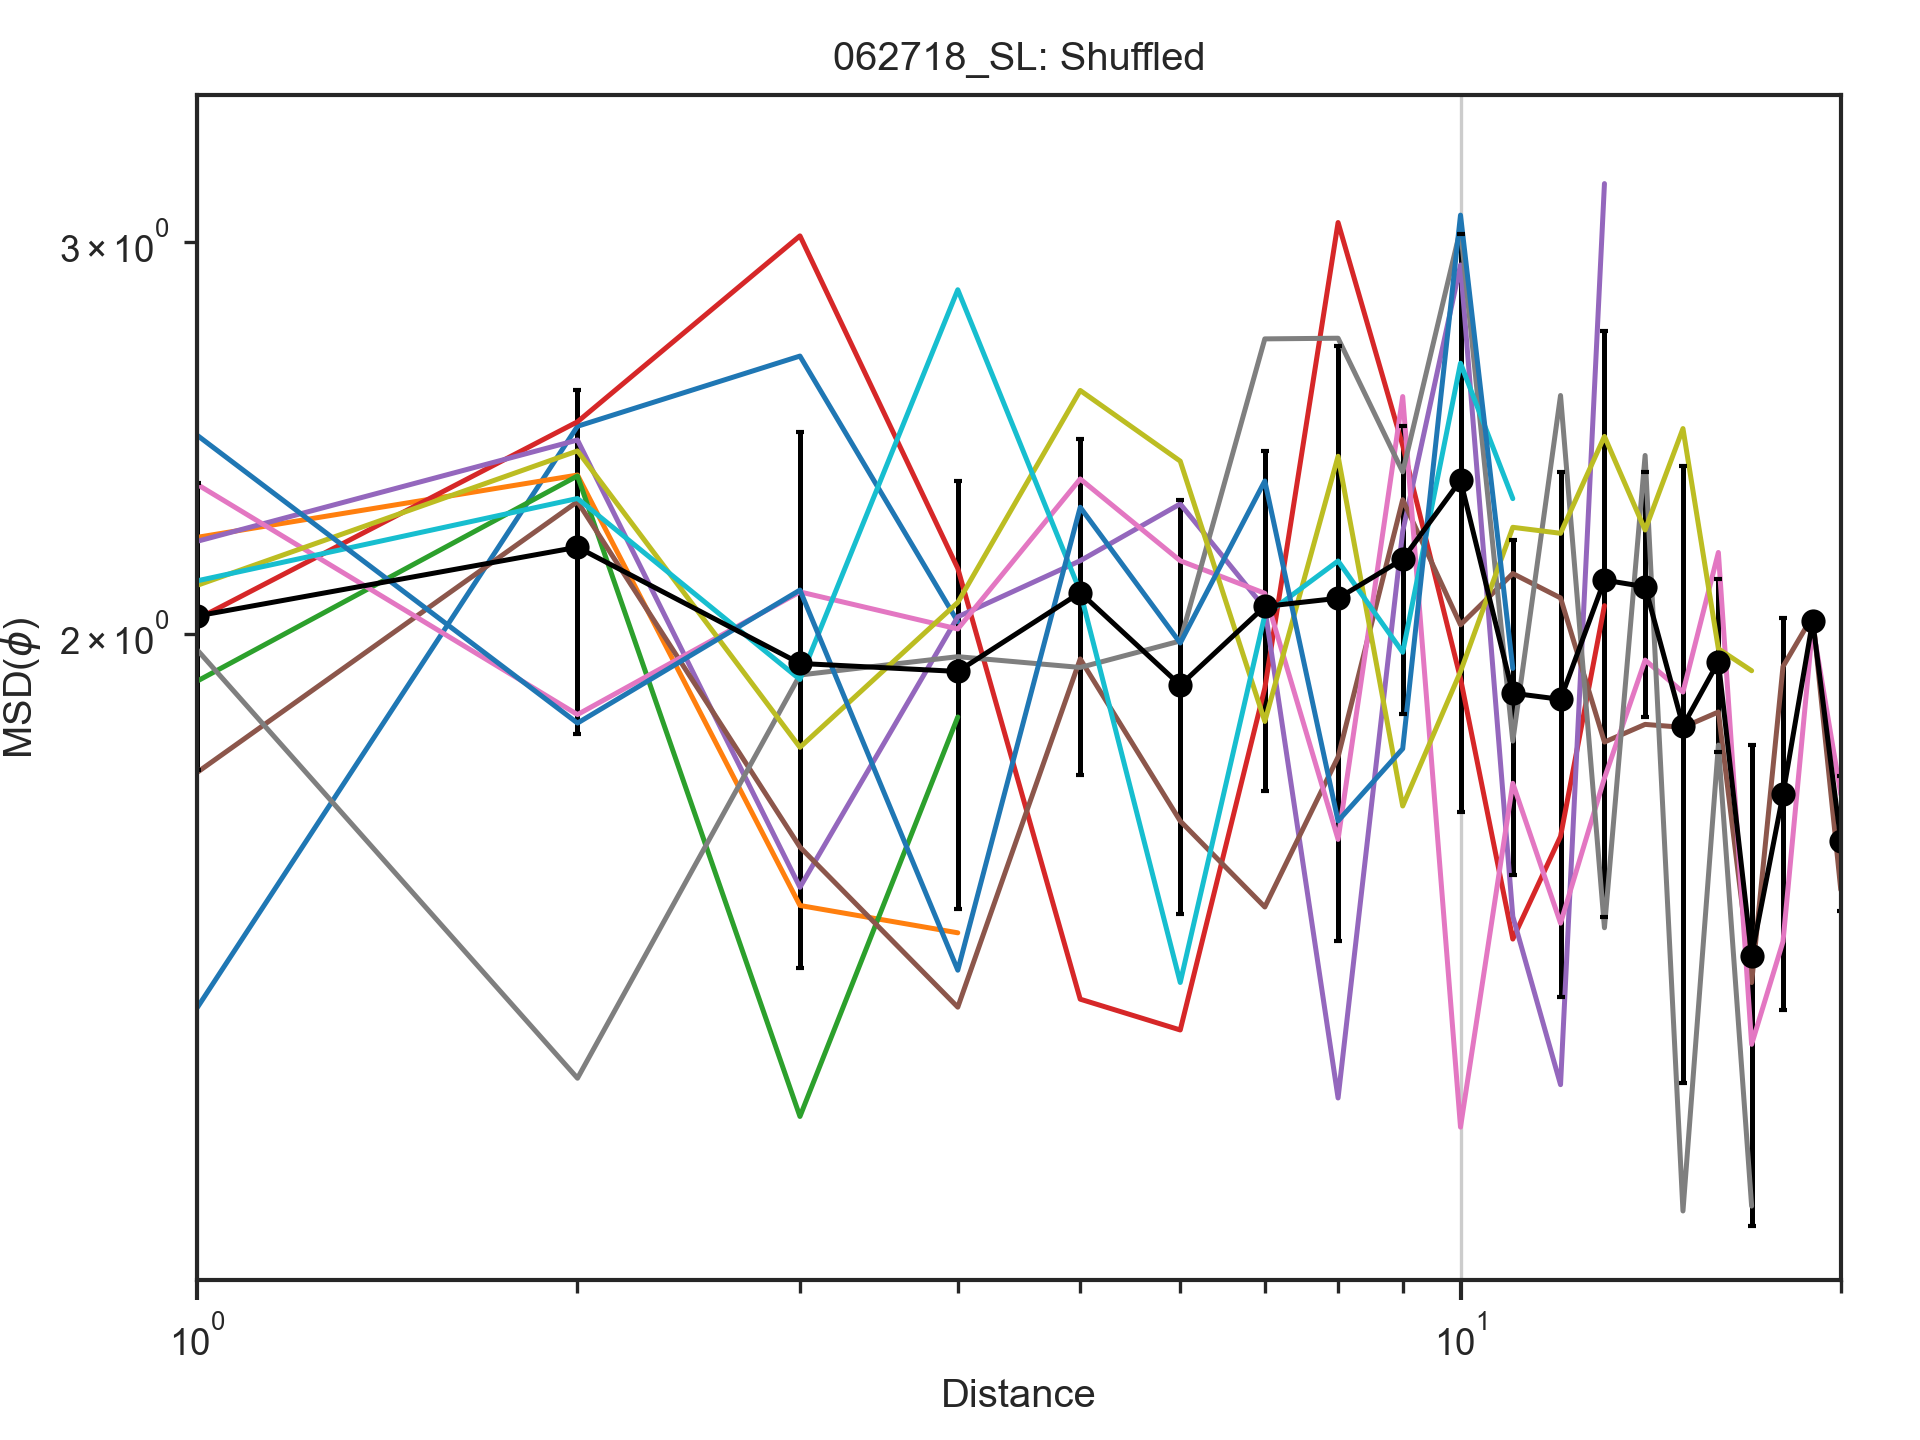 062718_SL: Shuffled
3 × 10⁰
2 × 10⁰
MSD(ϕ)
10⁰
10¹
Distance